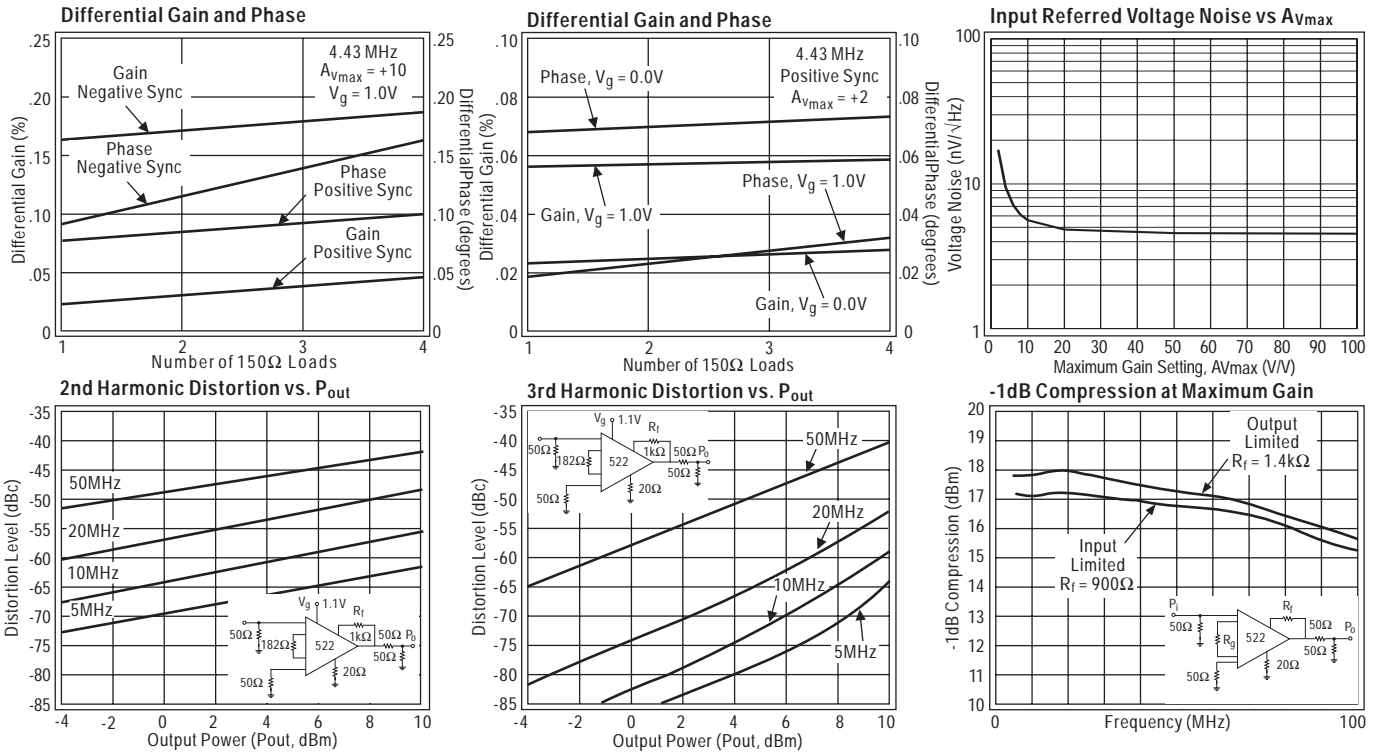 Differential Gain and Phase
.25
.20
.15
.10
.05
0
Differential Gain (%)
Gain
Negative Sync
4.43 MHz
AVmax = +10
Vg = 1.0V
Phase
Negative Sync
Phase
Positive Sync
Gain
Positive Sync
.25
.20
.15
.10
.05
0
DifferentialPhase (degrees)
1
2
3
4
Number of 150Ω Loads
Differential Gain and Phase
.10
.08
.06
.04
.02
0
Differential Gain (%)
Phase, Vg = 0.0V
4.43 MHz
Positive Sync
Avmax = +2
Phase, Vg = 1.0V
Gain, Vg = 1.0V
Gain, Vg = 0.0V
.10
.08
.06
.04
.02
0
DifferentialPhase (degrees)
1
2
3
4
Number of 150Ω Loads
Input Referred Voltage Noise vs AVmax
100
10
1
Voltage Noise (nV/√Hz)
0 10 20 30 40 50 60 70 80 90 100
Maximum Gain Setting, AVmax (V/V)
2nd Harmonic Distortion vs. Pout
-35
-40
-45
-50
-55
-60
-65
-70
-75
-80
-85
Distortion Level (dBc)
50MHz
20MHz
10MHz
5MHz
Vg
1.1V
Rf
1kΩ
50Ω
182Ω
522
50Ω Po
50Ω
50Ω
20Ω
-4 -2 0 2 4 6 8 10
Output Power (Pout, dBm)
3rd Harmonic Distortion vs. Pout
-35
-40
-45
-50
-55
-60
-65
-70
-75
-80
-85
Distortion Level (dBc)
Vg
1.1V
Rf
1kΩ
50Ω
182Ω
522
50Ω Po
50Ω
50Ω
20Ω
50MHz
20MHz
10MHz
5MHz
-4 -2 0 2 4 6 8 10
Output Power (Pout, dBm)
-1dB Compression at Maximum Gain
20
19
18
17
16
15
14
13
12
11
10
-1dB Compression (dBm)
Output
Limited
Rf = 1.4kΩ
Input
Limited
Rf = 900Ω
Pi
50Ω
Rg
522
Rf
50Ω
Po
50Ω
50Ω
20Ω
0
Frequency (MHz)
100